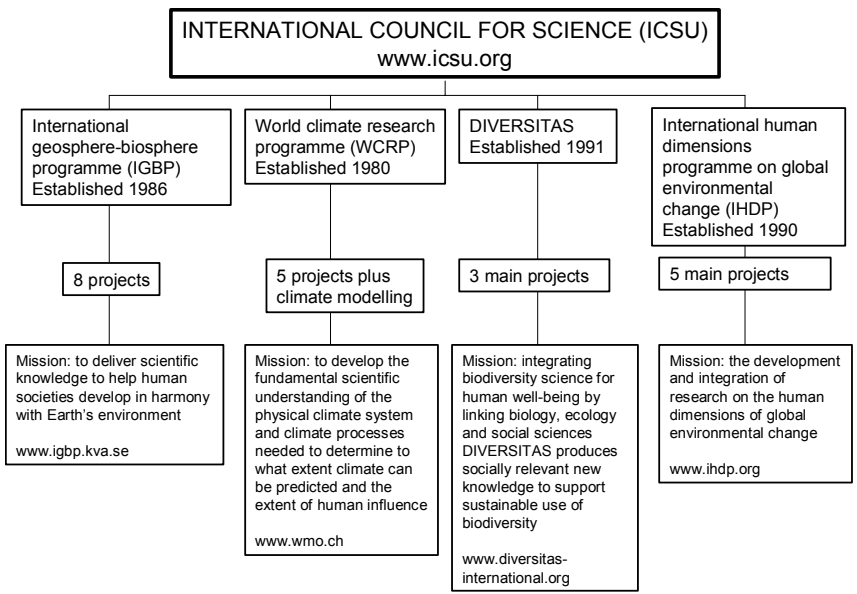 INTERNATIONAL COUNCIL FOR SCIENCE (ICSU)
www.icsu.org
International
geosphere-biosphere
programme (IGBP)
Established 1986
World climate research
programme (WCRP)
Established 1980
DIVERSITAS
Established 1991
International human
dimensions
programme on global
environmental
change (IHDP)
Established 1990
8 projects
5 projects plus
climate modelling
3 main projects
5 main projects
Mission: to deliver scientific
knowledge to help human
societies develop in harmony
with Earth's environment
www.igbp.kva.se
Mission: to develop the
fundamental scientific
understanding of the
physical climate system
and climate processes
needed to determine to
what extent climate can
be predicted and the
extent of human influence
www.wmo.ch
Mission: integrating
biodiversity science for
human well-being by
linking biology, ecology
and social sciences
DIVERSITAS produces
socially relevant new
knowledge to support
sustainable use of
biodiversity
www.diversitas-
international.org
Mission: the development
and integration of
research on the human
dimensions of global
environmental change
www.ihdp.org